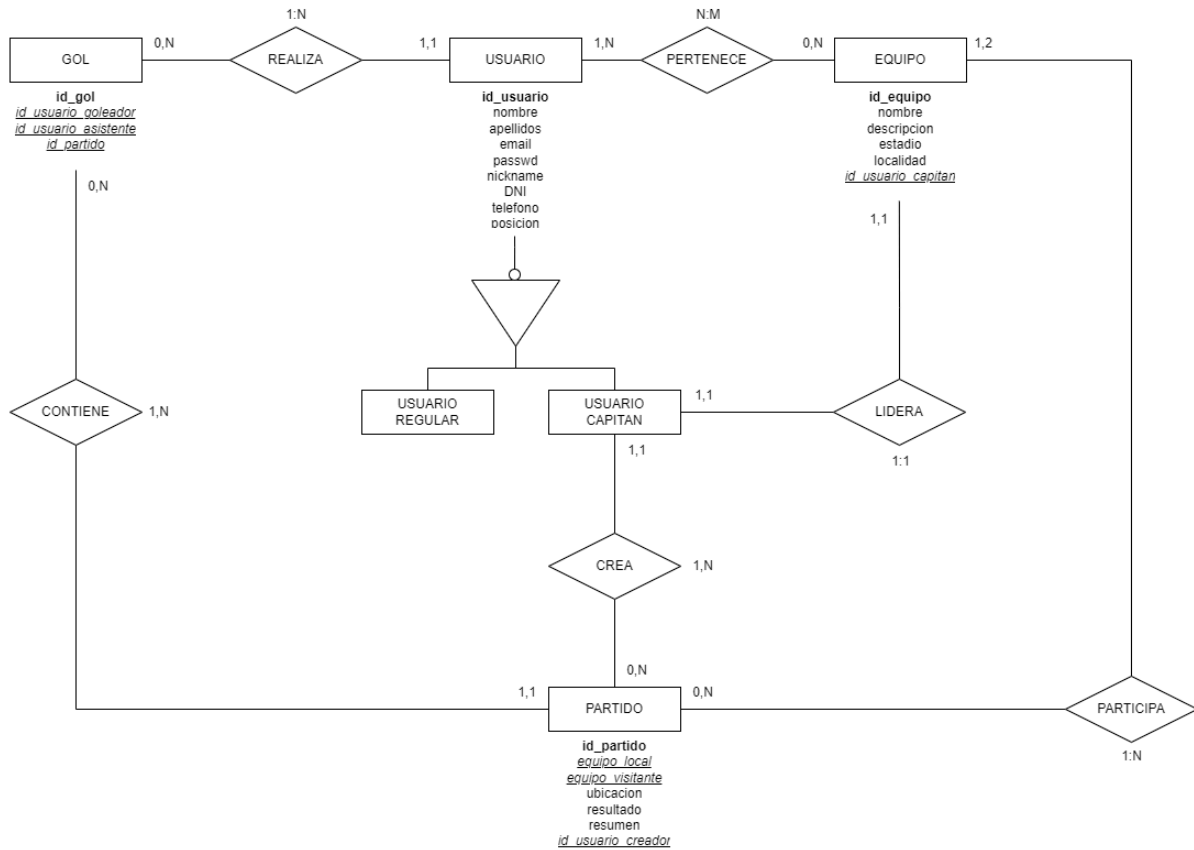 1:N
N:M
0,N
1,1
1,N
0,N
1,2
GOL
REALIZA
USUARIO
PERTENECE
EQUIPO
id_gol
id_usuario_goleador
id_usuario_asistente
id_partido
id_usuario
nombre
apellidos
email
passwd
nickname
DNI
telefono
posicion
id_equipo
nombre
descripcion
estadio
localidad
id_usuario_capitan
0,N
1,1
CONTIENE
1,N
USUARIO
REGULAR
USUARIO
CAPITAN
1,1
LIDERA
1,1
1:1
CREA
1,N
0,N
1,1
0,N
PARTIDO
PARTICIPA
1:N
id_partido
equipo_local
equipo_visitante
ubicacion
resultado
resumen
id_usuario_creador